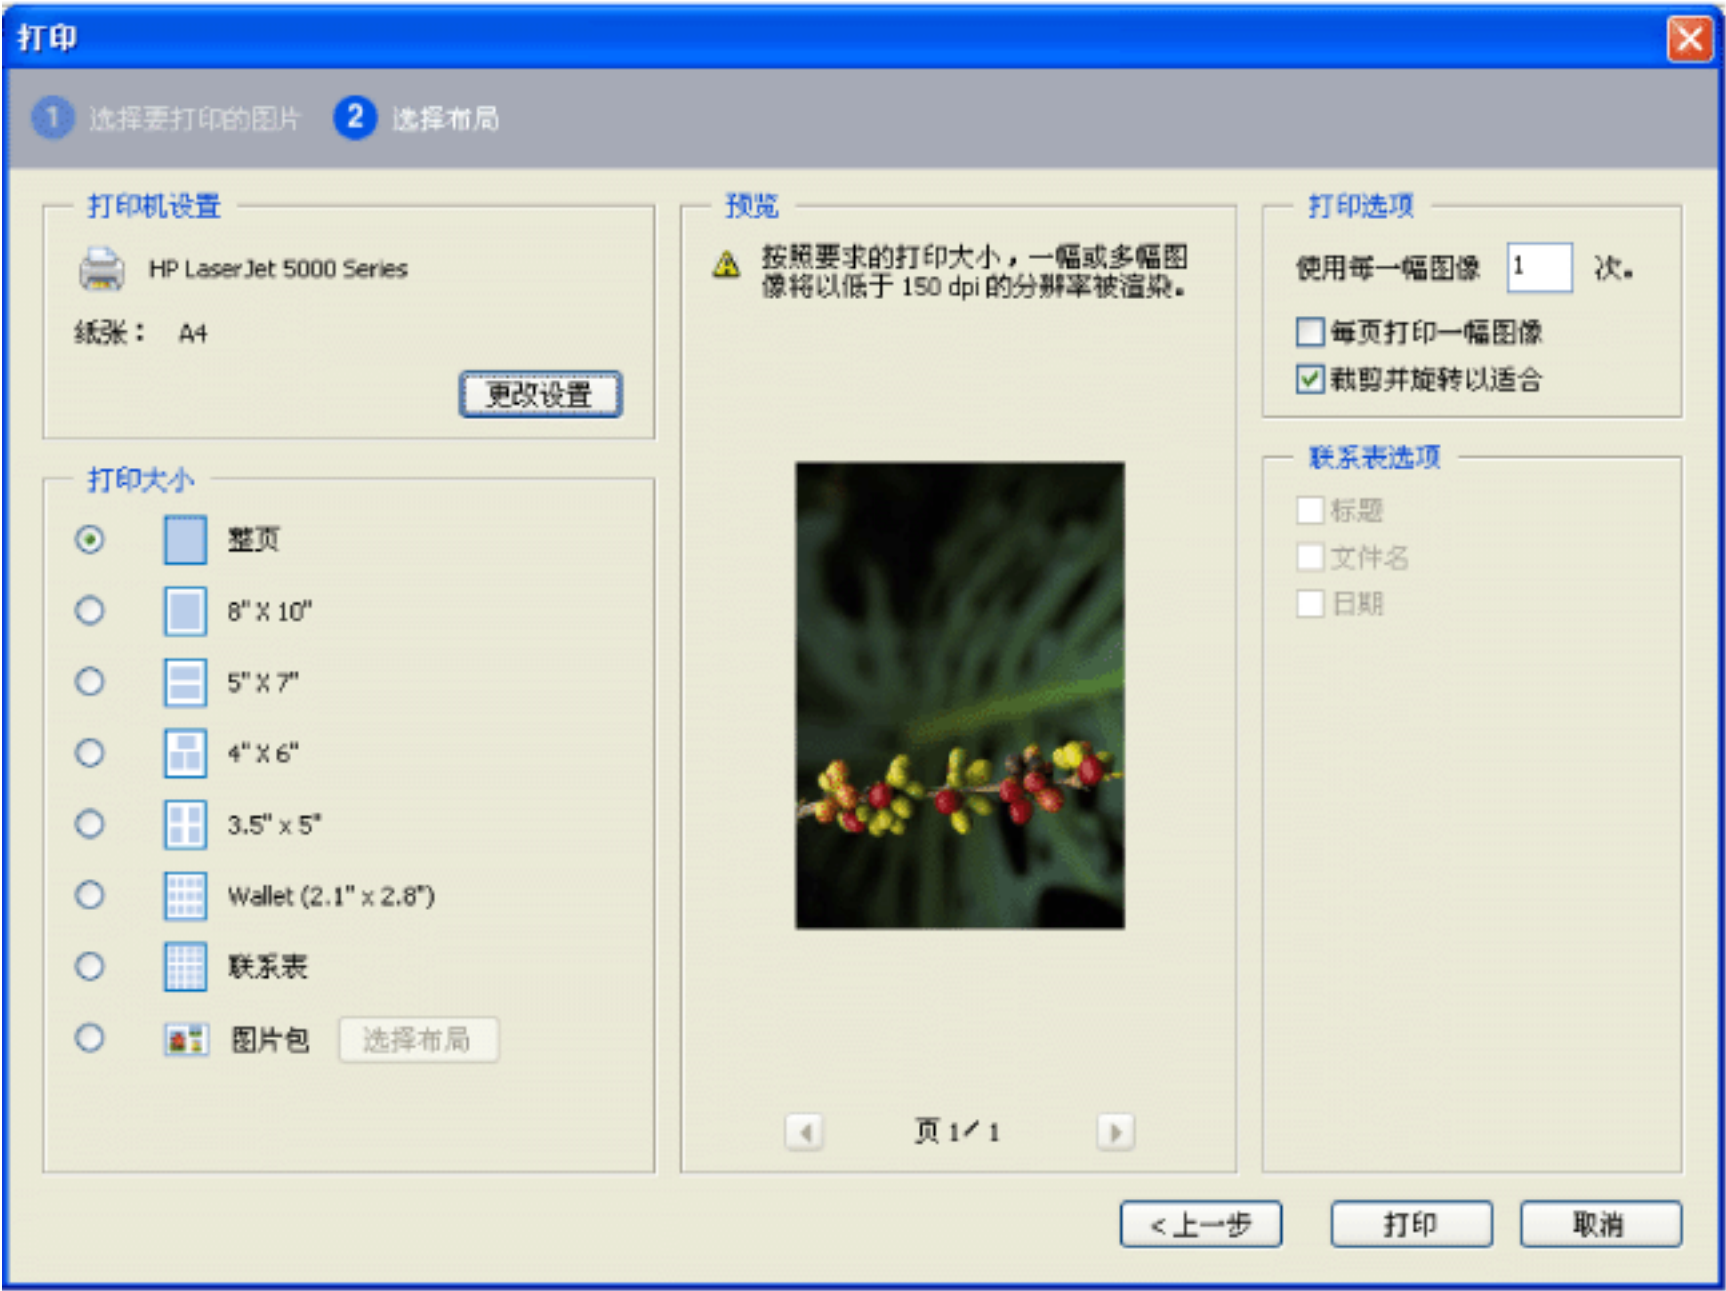 打印
1 选择要打印的图片 2 选择布局
打印机设置
HP LaserJet 5000 Series
纸张： A4
更改设置
打印大小
整页
8" X 10"
5" X 7"
4" X 6"
3.5" x 5"
Wallet (2.1" x 2.8")
联系表
图片包 选择布局
预览
按照要求的打印大小，一幅或多幅图
像将以低于 150 dpi 的分辨率被渲染。
页 1/ 1
打印选项
使用每一幅图像 1 次。
每页打印一幅图像
裁剪并旋转以适合
联系表选项
标题
文件名
日期
<上一步 打印 取消